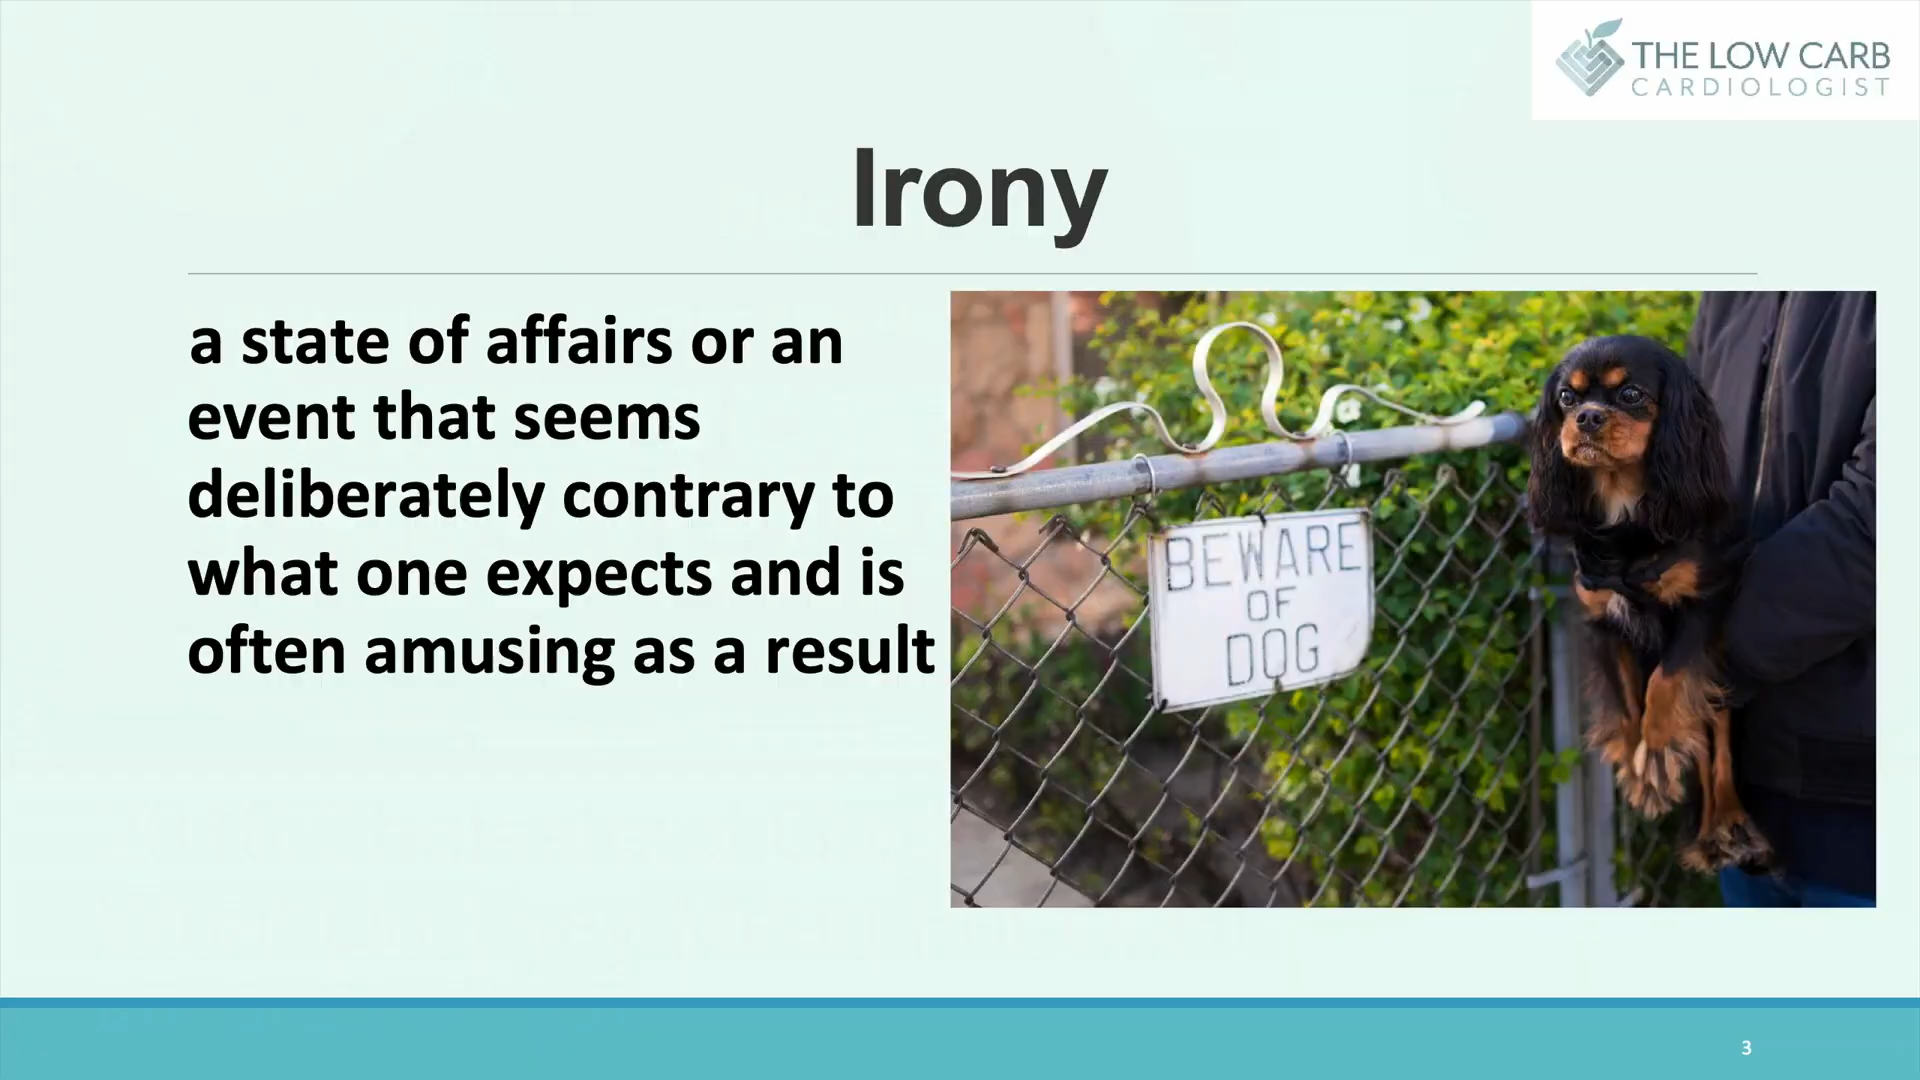 THE LOW CARB
CARDIOLOGIST
Irony
a state of affairs or an
event that seems
deliberately contrary to
what one expects and is
often amusing as a result
BEWARE
OF
DOG
3